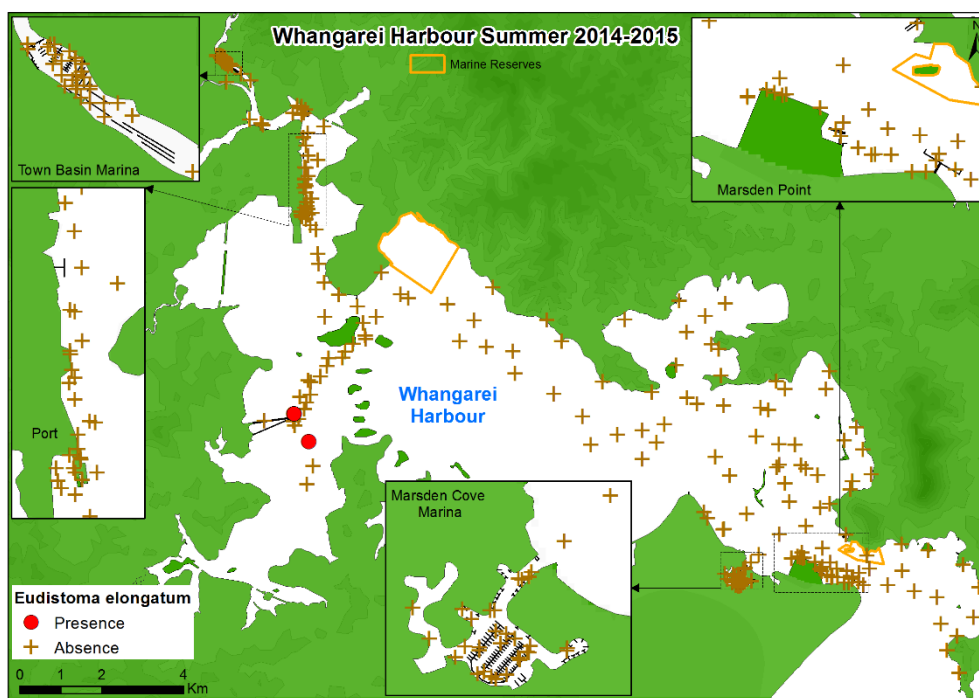 Whangarei Harbour Summer 2014-2015
Marine Reserves
N
Town Basin Marina
Marsden Point
Port
Whangarei
Harbour
Marsden Cove
Marina
Eudistoma elongatum
Presence
Absence
0 1 2 4
Km